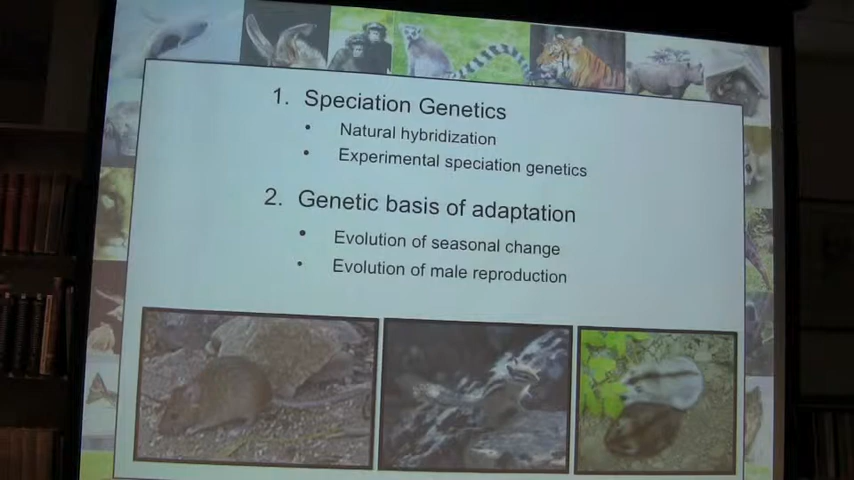 1. Speciation Genetics
• Natural hybridization
• Experimental speciation genetics
2. Genetic basis of adaptation
• Evolution of seasonal change
• Evolution of male reproduction